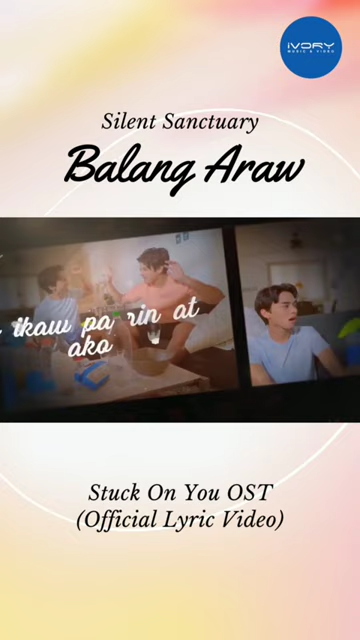 iVORY
MUSIC & VIDEO
Silent Sanctuary
Balang Araw
ikaw pa rin at
ako
Stuck On You OST
(Official Lyric Video)